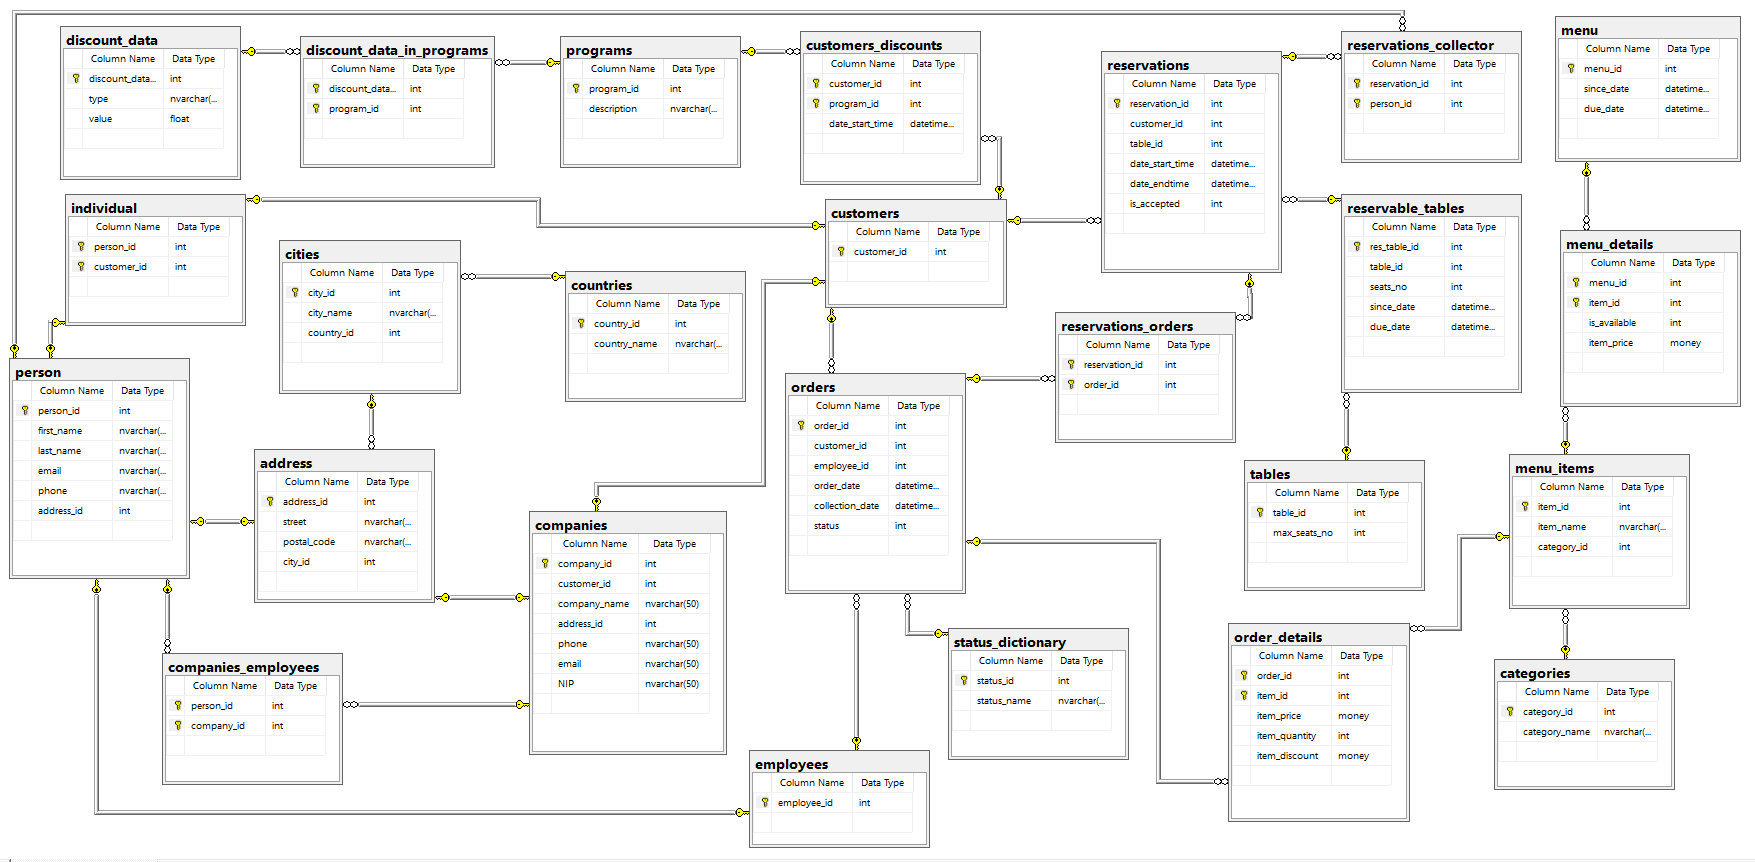 discount_data
Column Name Data Type
discount_data... int
type nvarchar(...
value float
discount_data_in_programs
Column Name Data Type
discount_data... int
program_id int
programs
Column Name Data Type
program_id int
description nvarchar(...
customers_discounts
Column Name Data Type
customer_id int
program_id int
date_start_time datetime...
reservations
Column Name Data Type
reservation_id int
customer_id int
table_id int
date_start_time datetime...
date_endtime datetime...
is_accepted int
reservations_collector
Column Name Data Type
reservation_id int
person_id int
menu
Column Name Data Type
menu_id int
since_date datetime...
due_date datetime...
individual
Column Name Data Type
person_id int
customer_id int
cities
Column Name Data Type
city_id int
city_name nvarchar(...
country_id int
countries
Column Name Data Type
country_id int
country_name nvarchar(...
customers
Column Name Data Type
customer_id int
reservable_tables
Column Name Data Type
res_table_id int
table_id int
seats_no int
since_date datetime...
due_date datetime...
menu_details
Column Name Data Type
menu_id int
item_id int
is_available int
item_price money
reservations_orders
Column Name Data Type
reservation_id int
order_id int
person
Column Name Data Type
person_id int
first_name nvarchar(...
last_name nvarchar(...
email nvarchar(...
phone nvarchar(...
address_id int
orders
Column Name Data Type
order_id int
customer_id int
employee_id int
order_date datetime...
collection_date datetime...
status int
address
Column Name Data Type
address_id int
street nvarchar(...
postal_code nvarchar(...
city_id int
tables
Column Name Data Type
table_id int
max_seats_no int
menu_items
Column Name Data Type
item_id int
item_name nvarchar(...
category_id int
companies
Column Name Data Type
company_id int
customer_id int
company_name nvarchar(50)
address_id int
phone nvarchar(50)
email nvarchar(50)
NIP nvarchar(50)
companies_employees
Column Name Data Type
person_id int
company_id int
status_dictionary
Column Name Data Type
status_id int
status_name nvarchar(...
order_details
Column Name Data Type
order_id int
item_id int
item_price money
item_quantity int
item_discount money
categories
Column Name Data Type
category_id int
category_name nvarchar(...
employees
Column Name Data Type
employee_id int